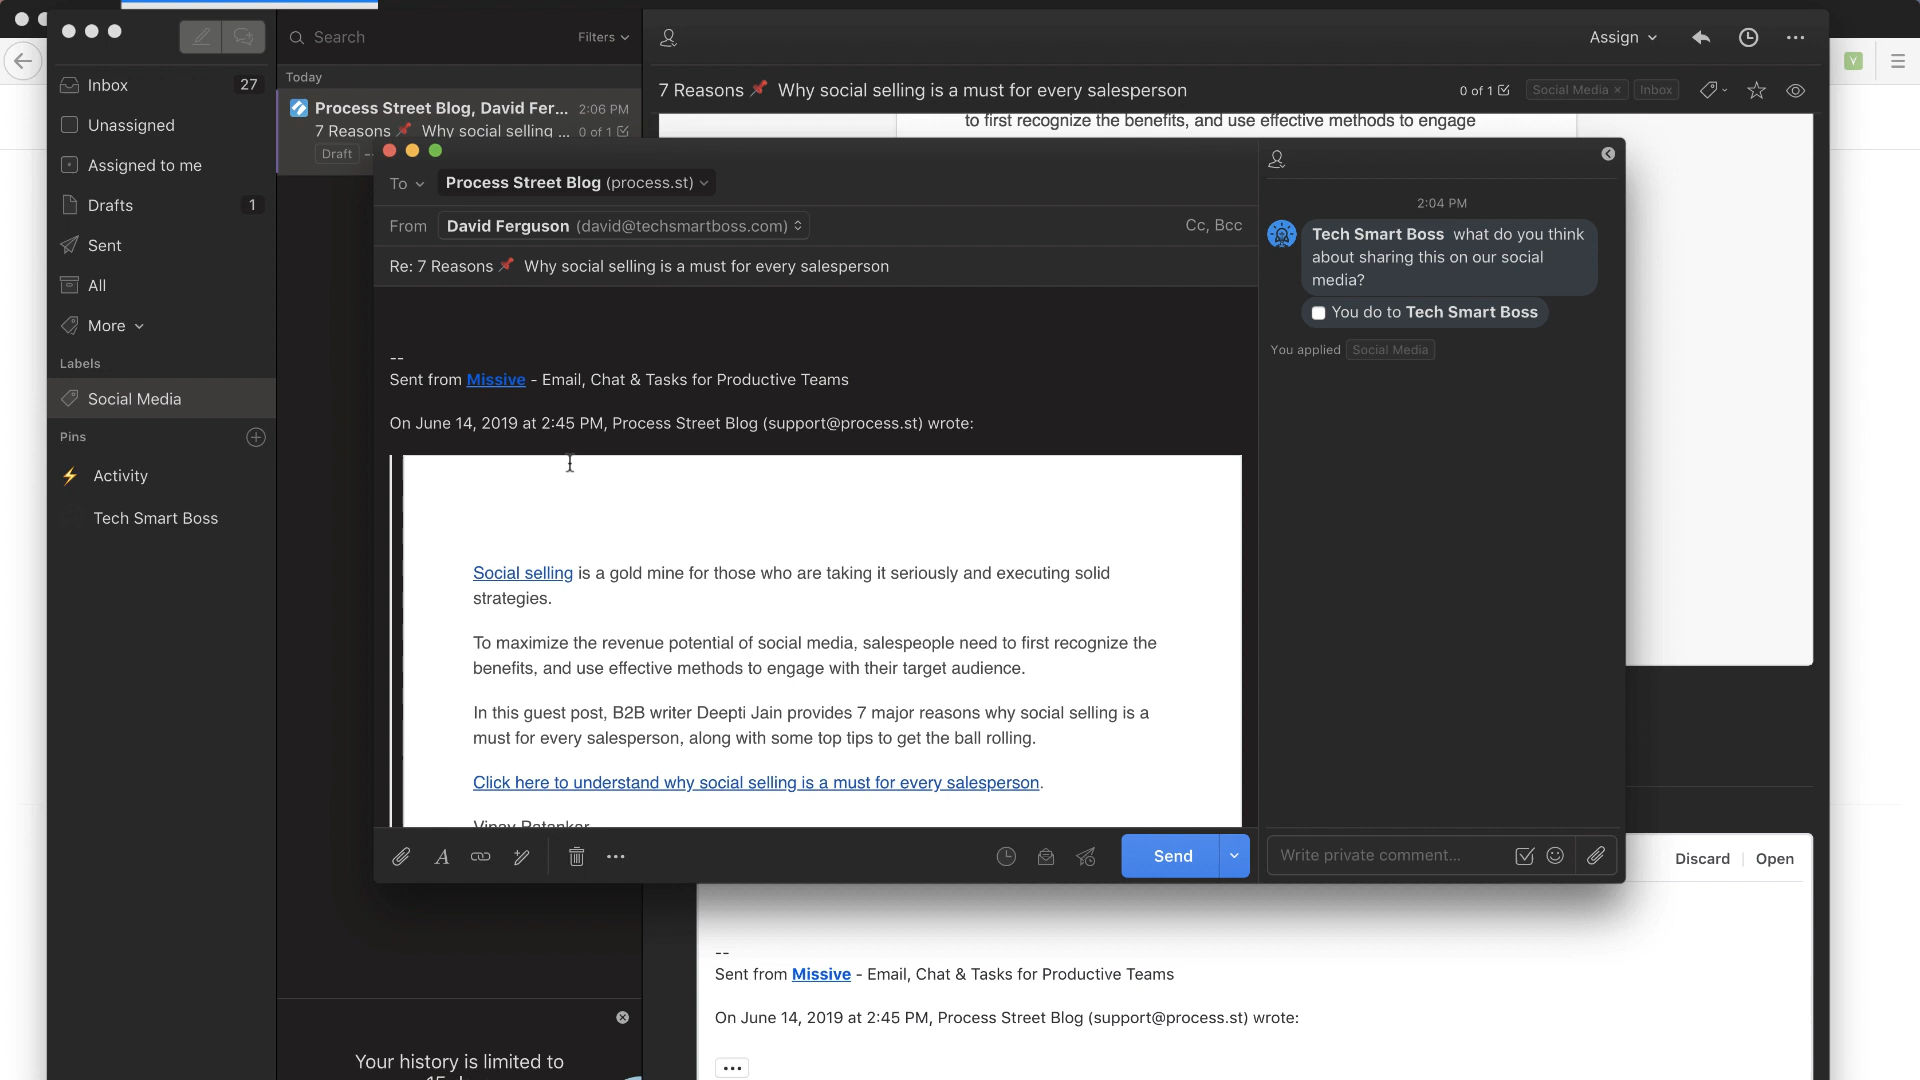 Search
Filters
Assign
Inbox 27
Today
Process Street Blog, David Fer... 2:06 PM
7 Reasons 📌 Why social selling ... 0 of 1
Draft
Unassigned
Assigned to me
Drafts 1
Sent
All
More
Labels
Social Media
Pins
Activity
Tech Smart Boss
Your history is limited to
7 Reasons 📌 Why social selling is a must for every salesperson
0 of 1
Social Media ×
Inbox
to first recognize the benefits, and use effective methods to engage
To Process Street Blog (process.st)
From David Ferguson (david@techsmartboss.com) Cc, Bcc
Re: 7 Reasons 📌 Why social selling is a must for every salesperson
--
Sent from Missive - Email, Chat & Tasks for Productive Teams
On June 14, 2019 at 2:45 PM, Process Street Blog (support@process.st) wrote:
Social selling is a gold mine for those who are taking it seriously and executing solid
strategies.
To maximize the revenue potential of social media, salespeople need to first recognize the
benefits, and use effective methods to engage with their target audience.
In this guest post, B2B writer Deepti Jain provides 7 major reasons why social selling is a
must for every salesperson, along with some top tips to get the ball rolling.
Click here to understand why social selling is a must for every salesperson.
Vinay Patankar
Send
2:04 PM
Tech Smart Boss what do you think
about sharing this on our social
media?
You do to Tech Smart Boss
You applied Social Media
Write private comment...
Discard
Open
--
Sent from Missive - Email, Chat & Tasks for Productive Teams
On June 14, 2019 at 2:45 PM, Process Street Blog (support@process.st) wrote: